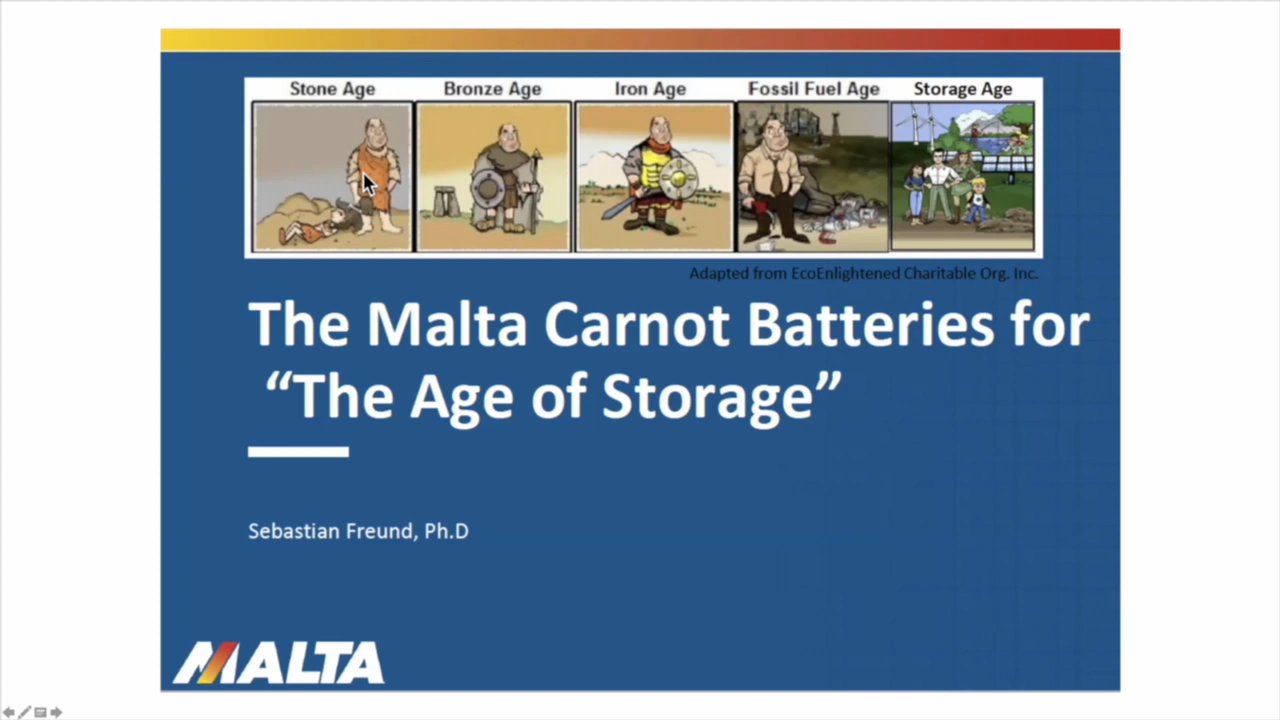 Stone Age Bronze Age Iron Age Fossil Fuel Age Storage Age
Adapted from EcoEnlightened Charitable Org. Inc.
The Malta Carnot Batteries for
“The Age of Storage”
Sebastian Freund, Ph.D
MALTA